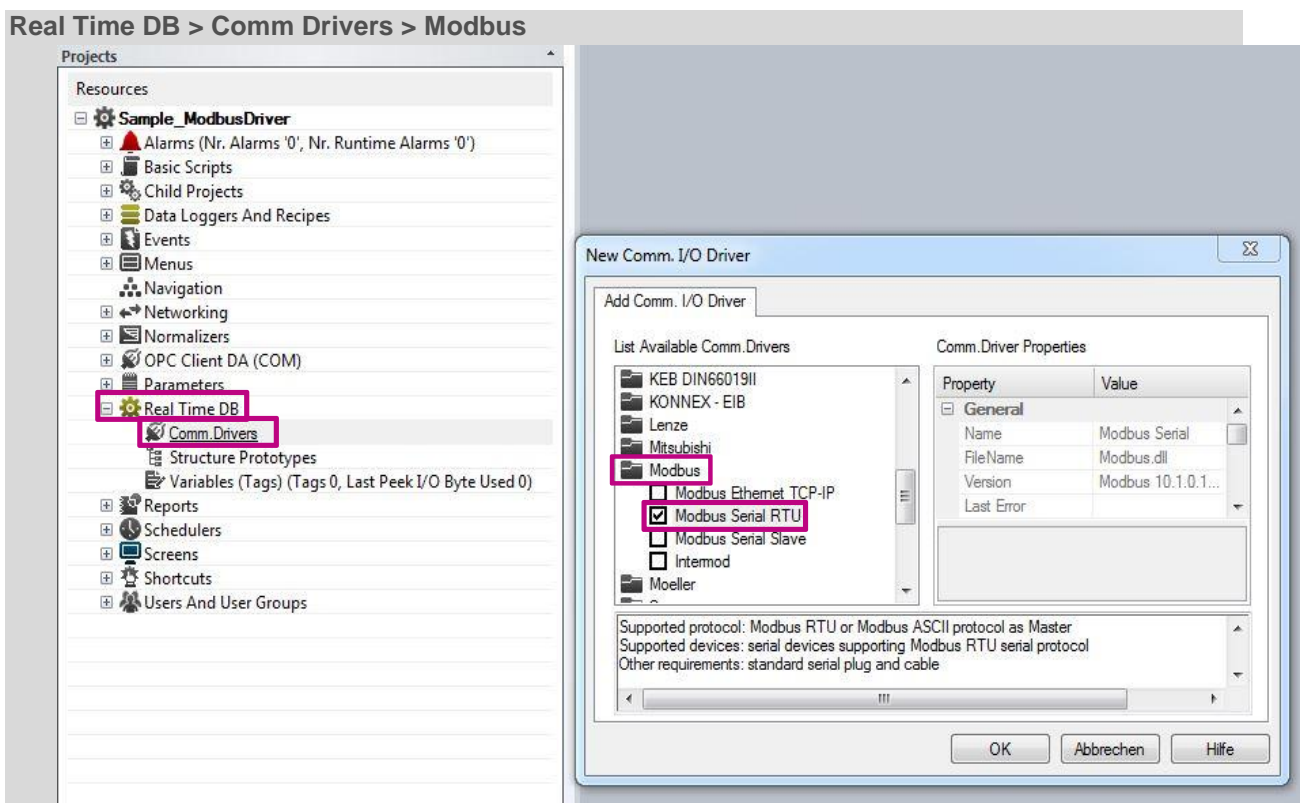 Real Time DB > Comm Drivers > Modbus
Projects
Resources
Sample_ModbusDriver
Alarms (Nr. Alarms '0', Nr. Runtime Alarms '0')
Basic Scripts
Child Projects
Data Loggers And Recipes
Events
Menus
Navigation
Networking
Normalizers
OPC Client DA (COM)
Parameters
Real Time DB
Comm.Drivers
Structure Prototypes
Variables (Tags) (Tags 0, Last Peek I/O Byte Used 0)
Reports
Schedulers
Screens
Shortcuts
Users And User Groups
New Comm. I/O Driver
Add Comm. I/O Driver
List Available Comm.Drivers
KEB DIN66019II
KONNEX - EIB
Lenze
Mitsubishi
Modbus
Modbus Ethernet TCP-IP
Modbus Serial RTU
Modbus Serial Slave
Intermod
Moeller
Comm.Driver Properties
Property Value
General
Name Modbus Serial
FileName Modbus.dll
Version Modbus 10.1.0.1...
Last Error
Supported protocol: Modbus RTU or Modbus ASCII protocol as Master
Supported devices: serial devices supporting Modbus RTU serial protocol
Other requirements: standard serial plug and cable
OK Abbrechen Hilfe